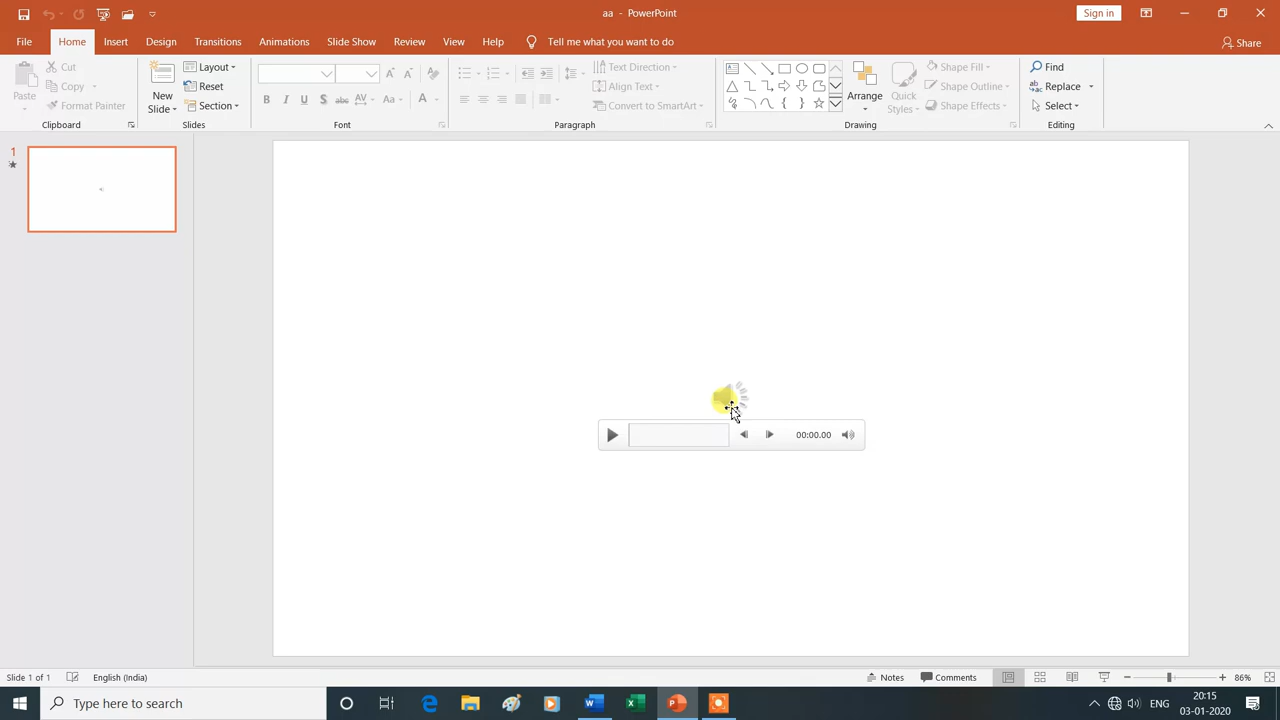 aa - PowerPoint
Sign in
File Home Insert Design Transitions Animations Slide Show Review View Help Tell me what you want to do
Share
Paste
Cut
Copy
Format Painter
Clipboard
New Slide
Layout
Reset
Section
Slides
B I U S abc AV Aa A
Font
Text Direction
Align Text
Convert to SmartArt
Paragraph
Arrange
Quick Styles
Shape Fill
Shape Outline
Shape Effects
Drawing
Find
Replace
Select
Editing
1
00:00.00
Slide 1 of 1 English (India)
Notes Comments 86%
Type here to search
ENG
20:15
03-01-2020